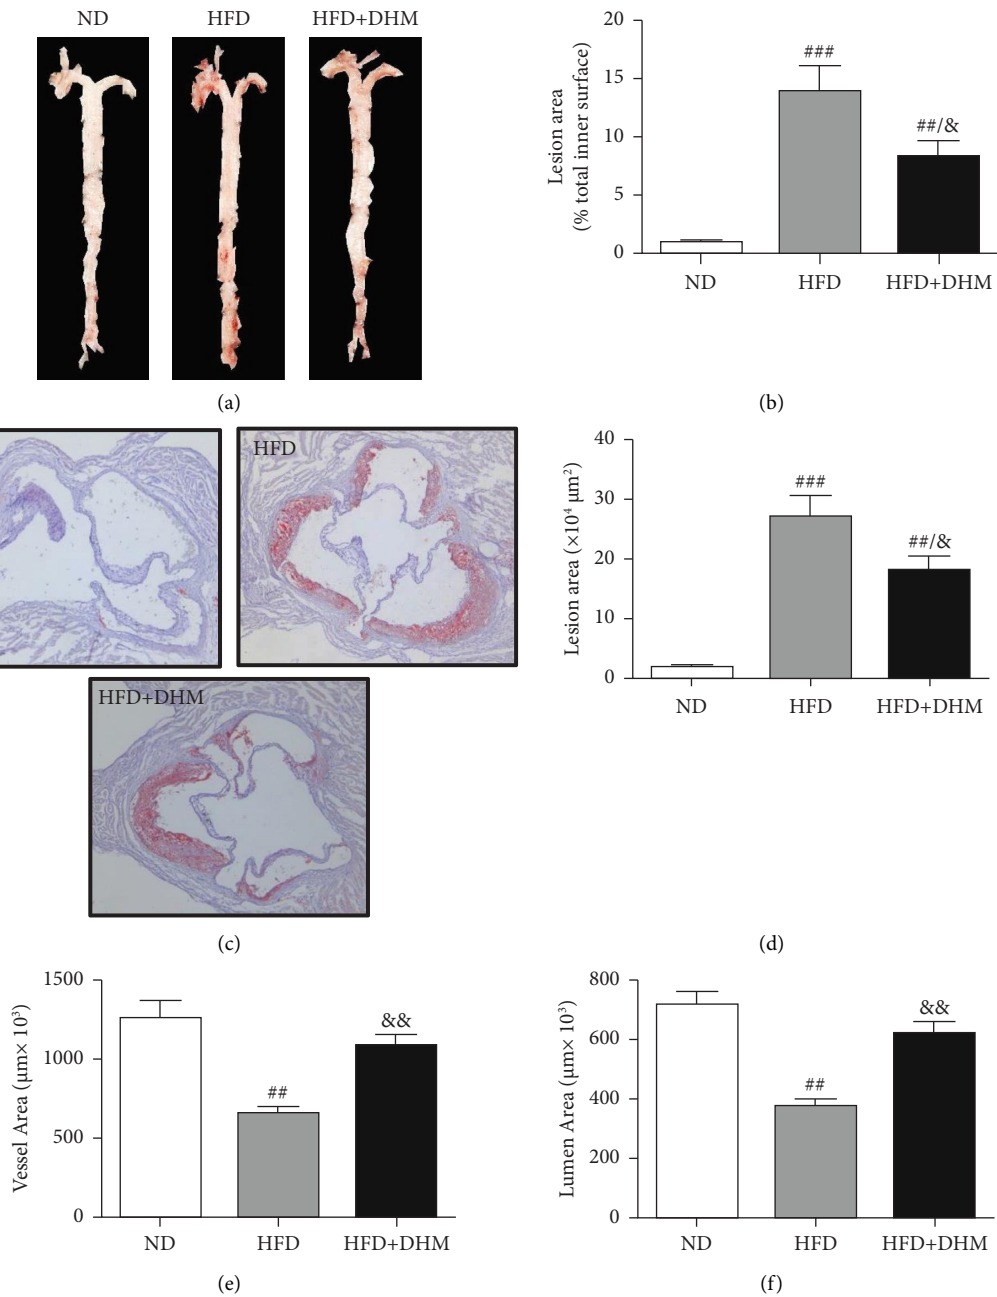 ND HFD HFD+DHM
(a)
Lesion area
(% total inner surface)
20
15
10
5
0
###
##/&
ND HFD HFD+DHM
(b)
HFD
HFD+DHM
(c)
Lesion area (×10⁴ µm²)
40
30
20
10
0
###
##/&
ND HFD HFD+DHM
(d)
Vessel Area (µm× 10³)
1500
1000
500
0
##
&&
ND HFD HFD+DHM
(e)
Lumen Area (µm× 10³)
800
600
400
200
0
##
&&
ND HFD HFD+DHM
(f)